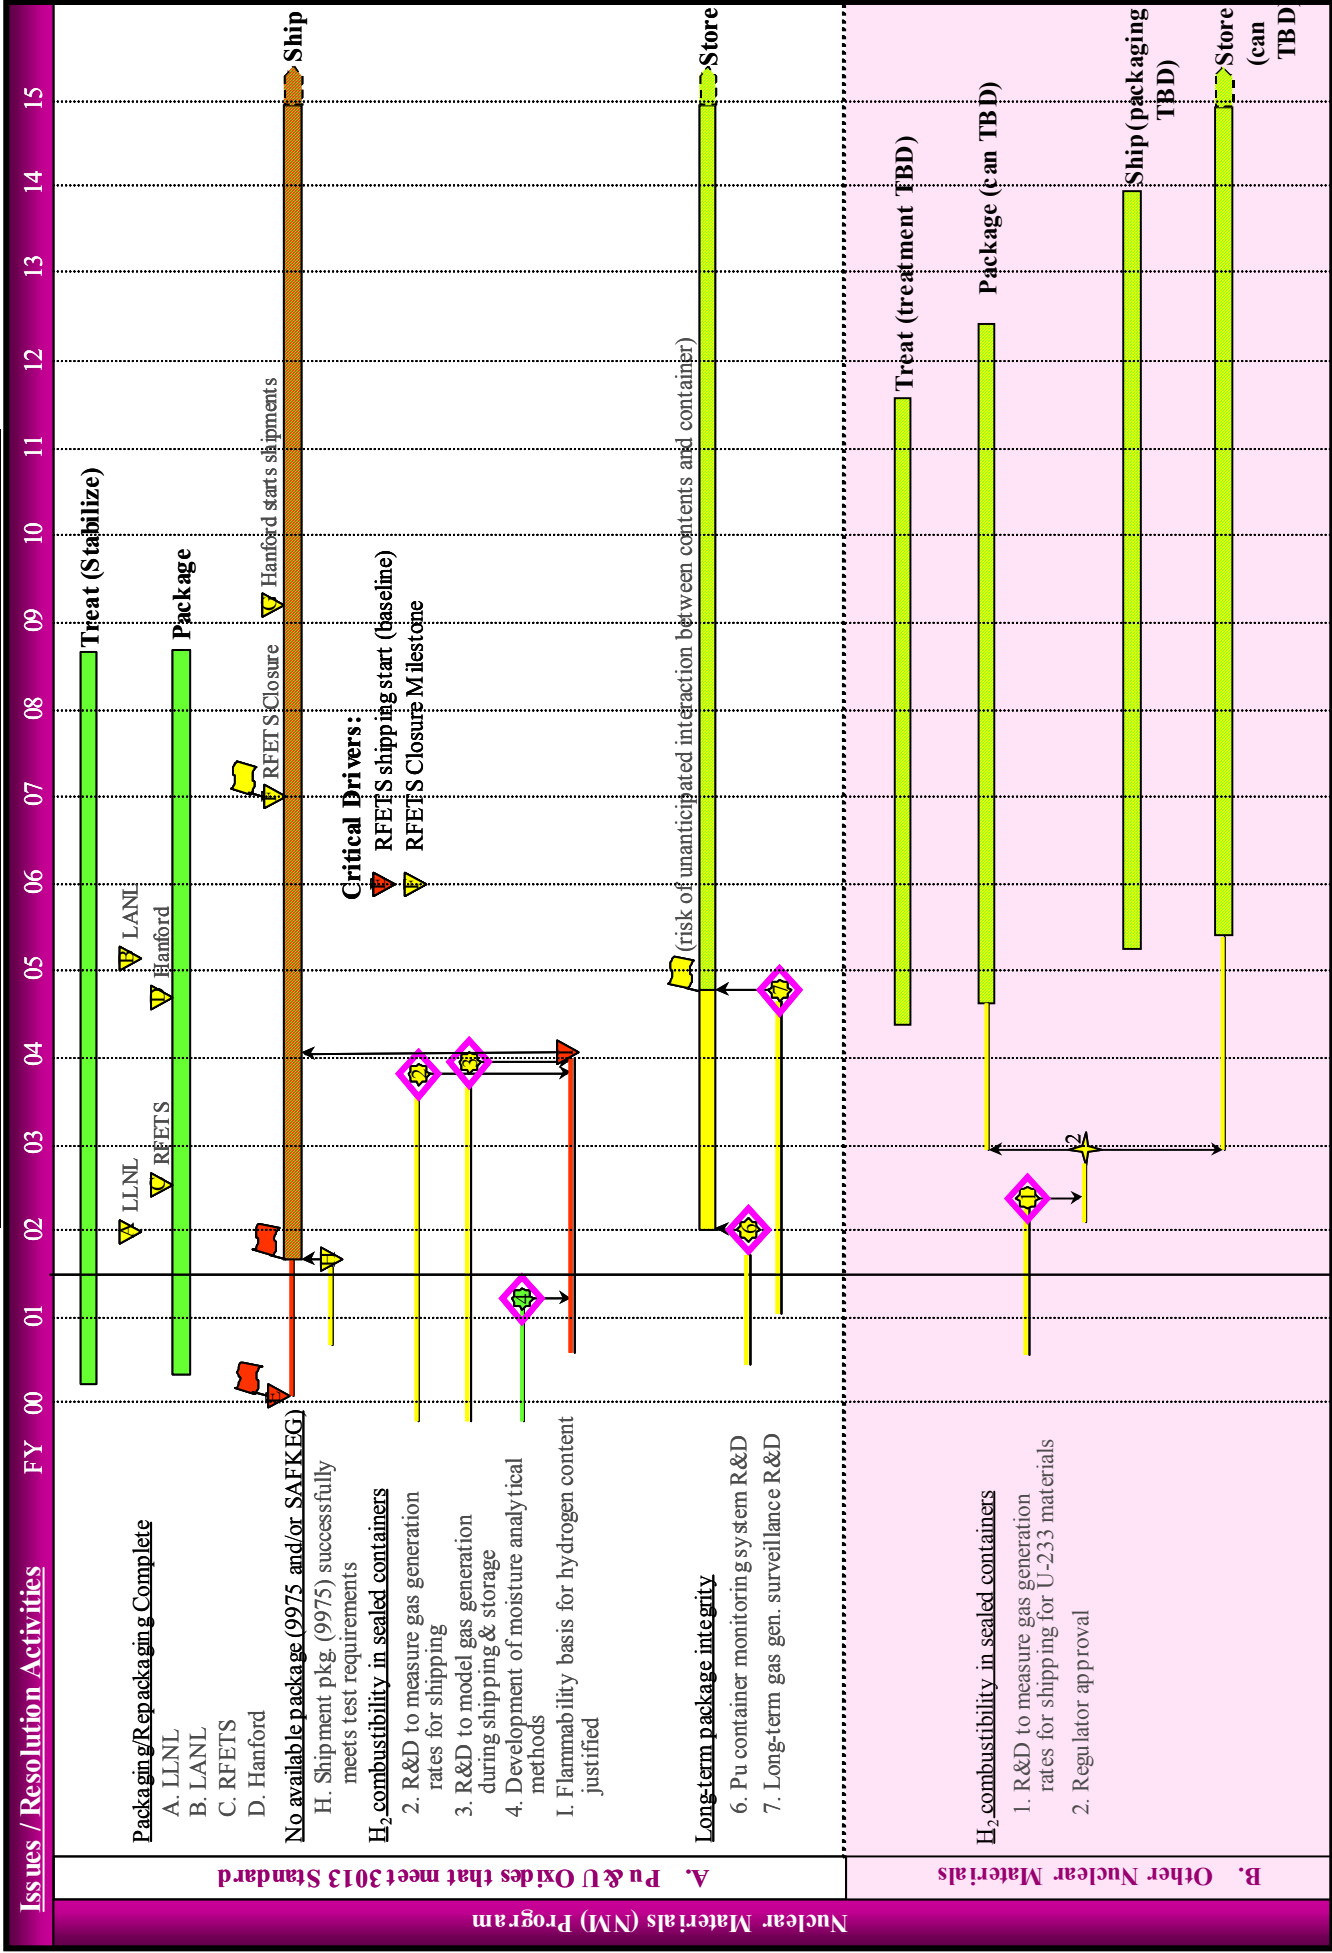 Issues / Resolution Activities
FY 00 01 02 03 04 05 06 07 08 09 10 11 12 13 14 15
Nuclear Materials (NM) Program
A. Pu & U Oxides that meet 3013 Standard
Treat (Stabilize)
Packaging/Repackaging Complete
A. LLNL
B. LANL
C. RFETS
D. Hanford
A LLNL
B LANL
C RFETS
D Hanford
Package
RFETS Closure
G Hanford starts shipments
No available package (9975 and/or SAFKEG)
Ship
H. Shipment pkg. (9975) successfully
meets test requirements
H
Critical Drivers:
RFETS shipping start (baseline)
F RFETS Closure Milestone
H2 combustibility in sealed containers
2. R&D to measure gas generation
rates for shipping
2
3. R&D to model gas generation
during shipping & storage
3
4. Development of moisture analytical
methods
4
I. Flammability basis for hydrogen content
justified
(risk of unanticipated interaction between contents and container)
Long-term package integrity
Store
6. Pu container monitoring system R&D
6
7. Long-term gas gen. surveillance R&D
7
B. Other Nuclear Materials
Treat (treatment TBD)
H2 combustibility in sealed containers
Package (can TBD)
1. R&D to measure gas generation
rates for shipping for U-233 materials
1
2. Regulator approval
2
Ship (packaging
TBD)
Store
(can
TBD)